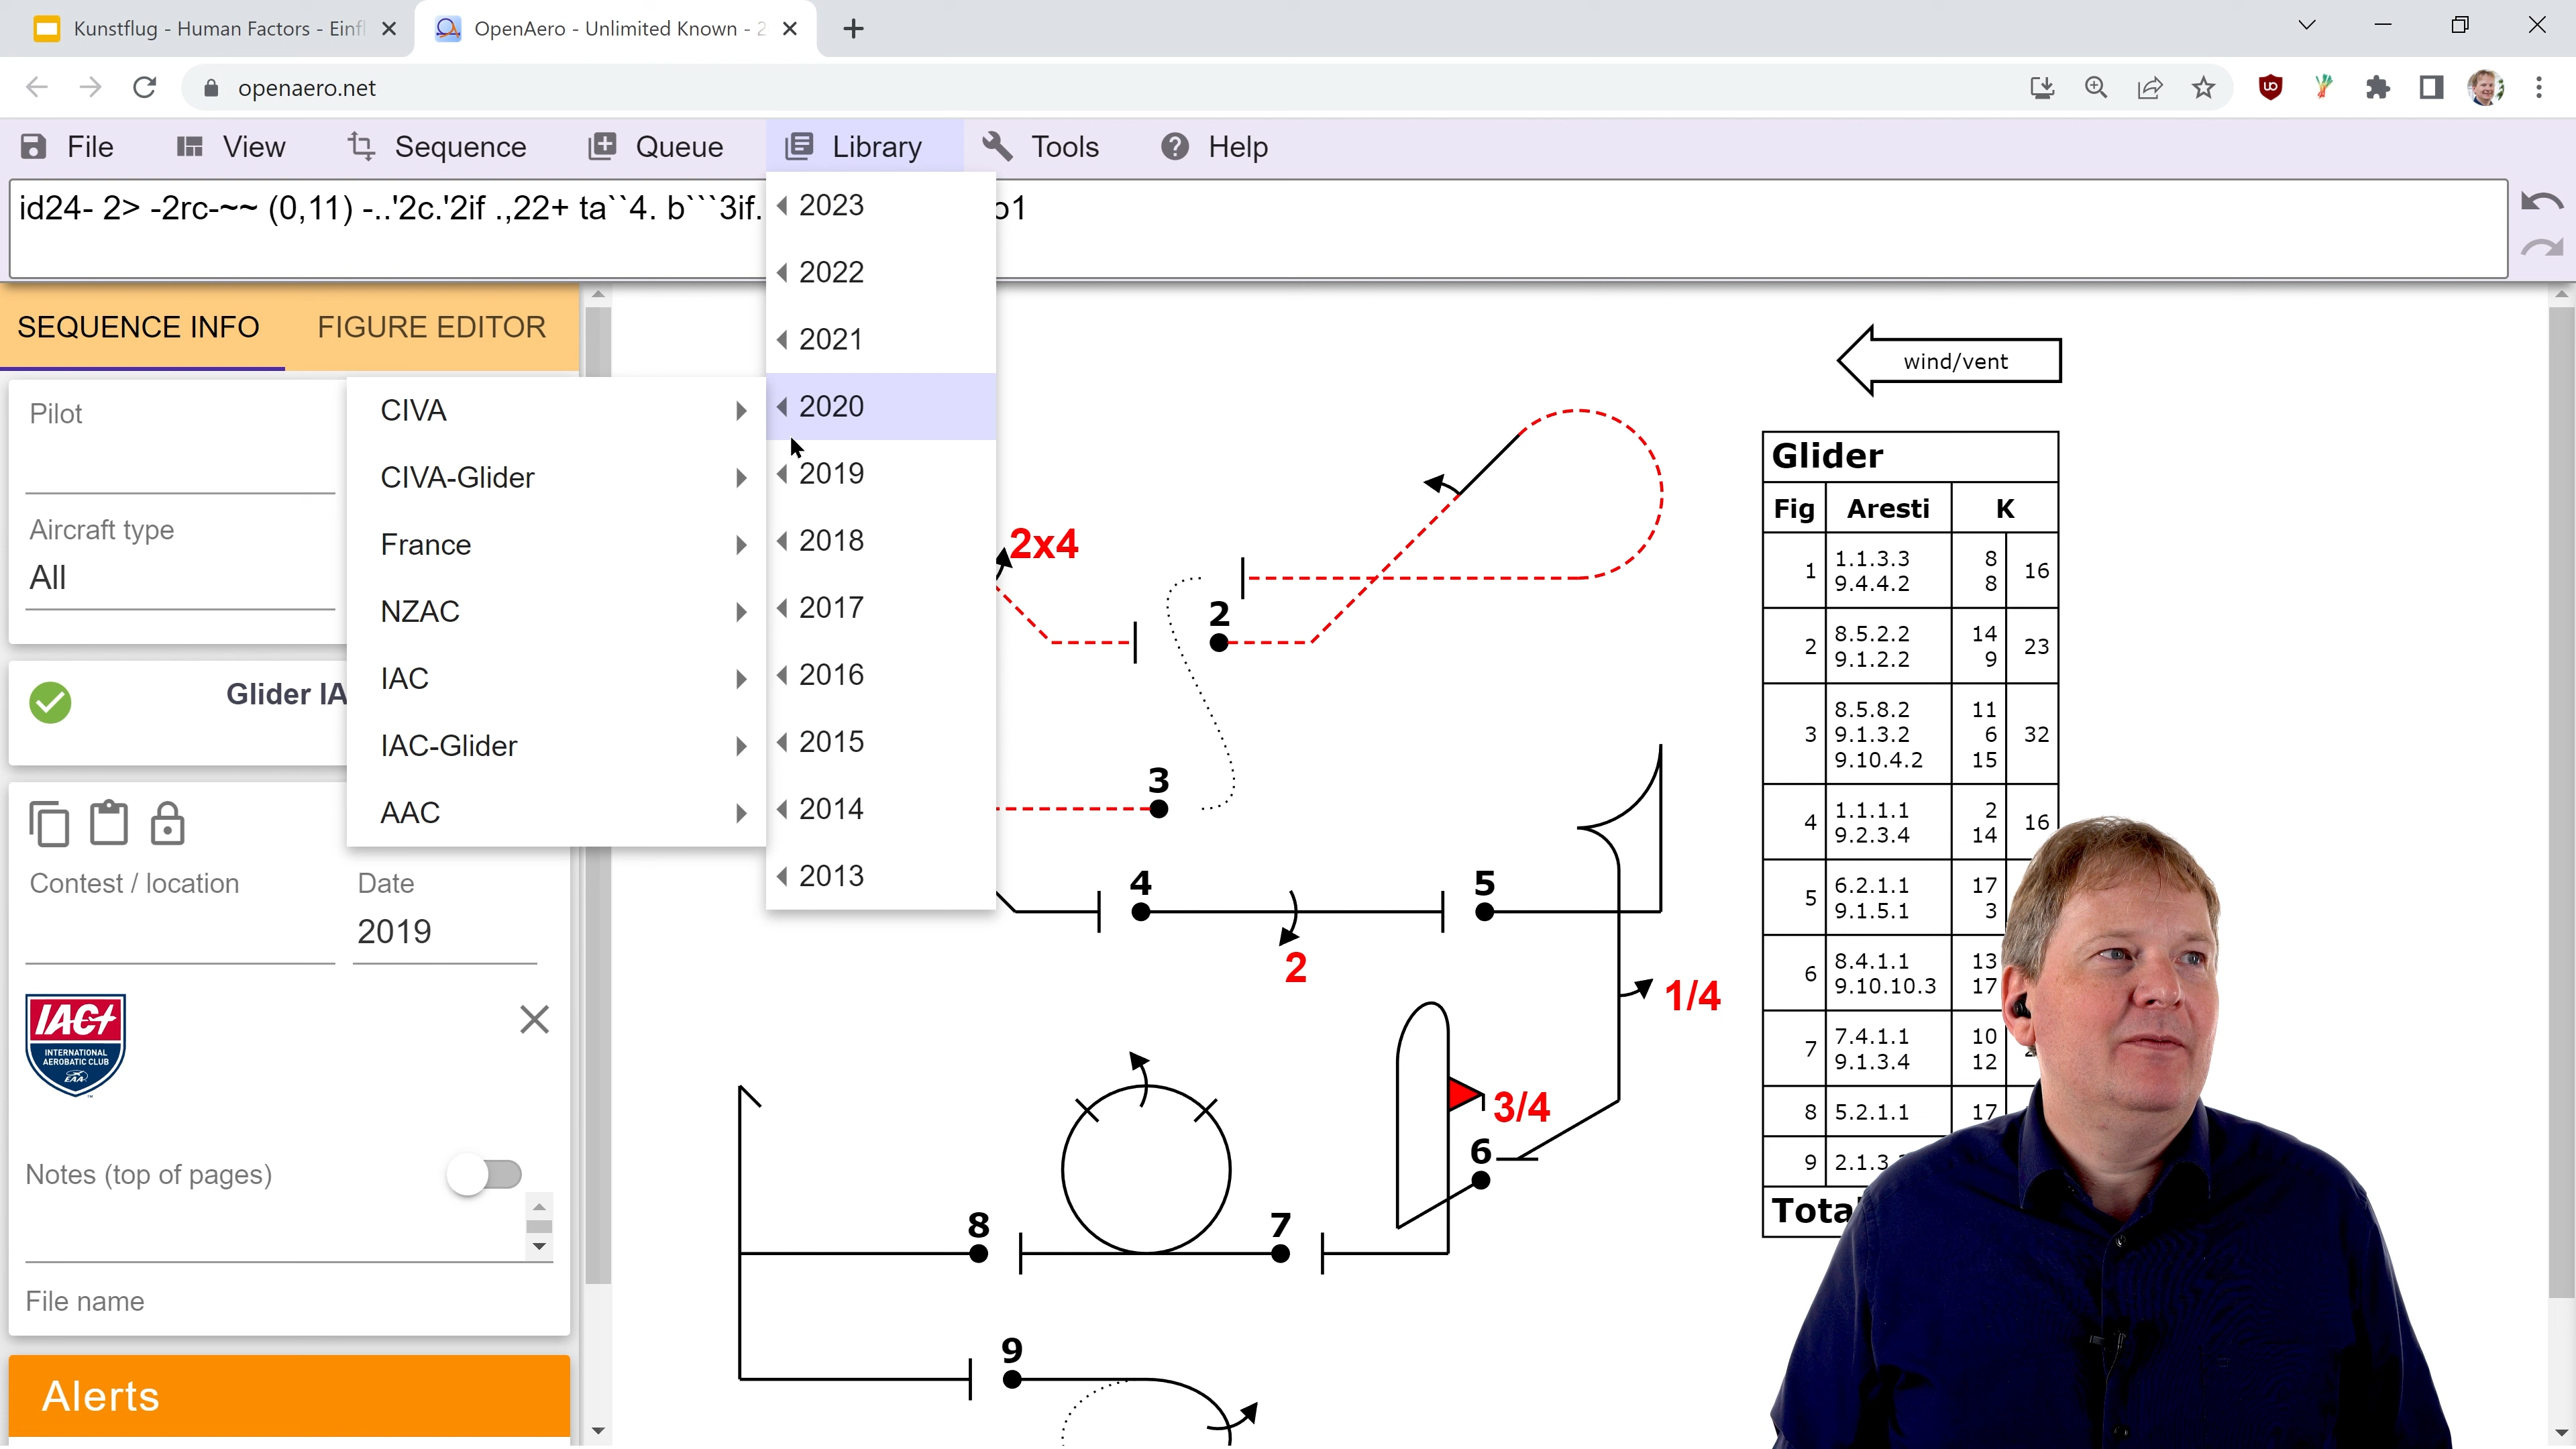 Kunstflug - Human Factors - Einfl
OpenAero - Unlimited Known - 2
openaero.net
File
View
Sequence
Queue
Library
Tools
Help
id24- 2> -2rc-~~ (0,11) -..'2c.'2if .,22+ ta``4. b```3if.
o1
2023
2022
2021
2020
2019
2018
2017
2016
2015
2014
2013
SEQUENCE INFO
FIGURE EDITOR
Pilot
Aircraft type
All
CIVA
CIVA-Glider
France
NZAC
IAC
IAC-Glider
AAC
Glider IA
Contest / location
Date
2019
IAC
INTERNATIONAL
AEROBATIC CLUB
EAA
Notes (top of pages)
File name
Alerts
wind/vent
2x4
2
3
4
5
2
1/4
3/4
6
8
7
9
Glider
Fig Aresti K
1 1.1.3.3 8 16
9.4.4.2 8
2 8.5.2.2 14 23
9.1.2.2 9
3 8.5.8.2 11 32
9.1.3.2 6
9.10.4.2 15
4 1.1.1.1 2 16
9.2.3.4 14
5 6.2.1.1 17
9.1.5.1 3
6 8.4.1.1 13
9.10.10.3 17
7 7.4.1.1 10
9.1.3.4 12
8 5.2.1.1 17
9 2.1.3
Tota